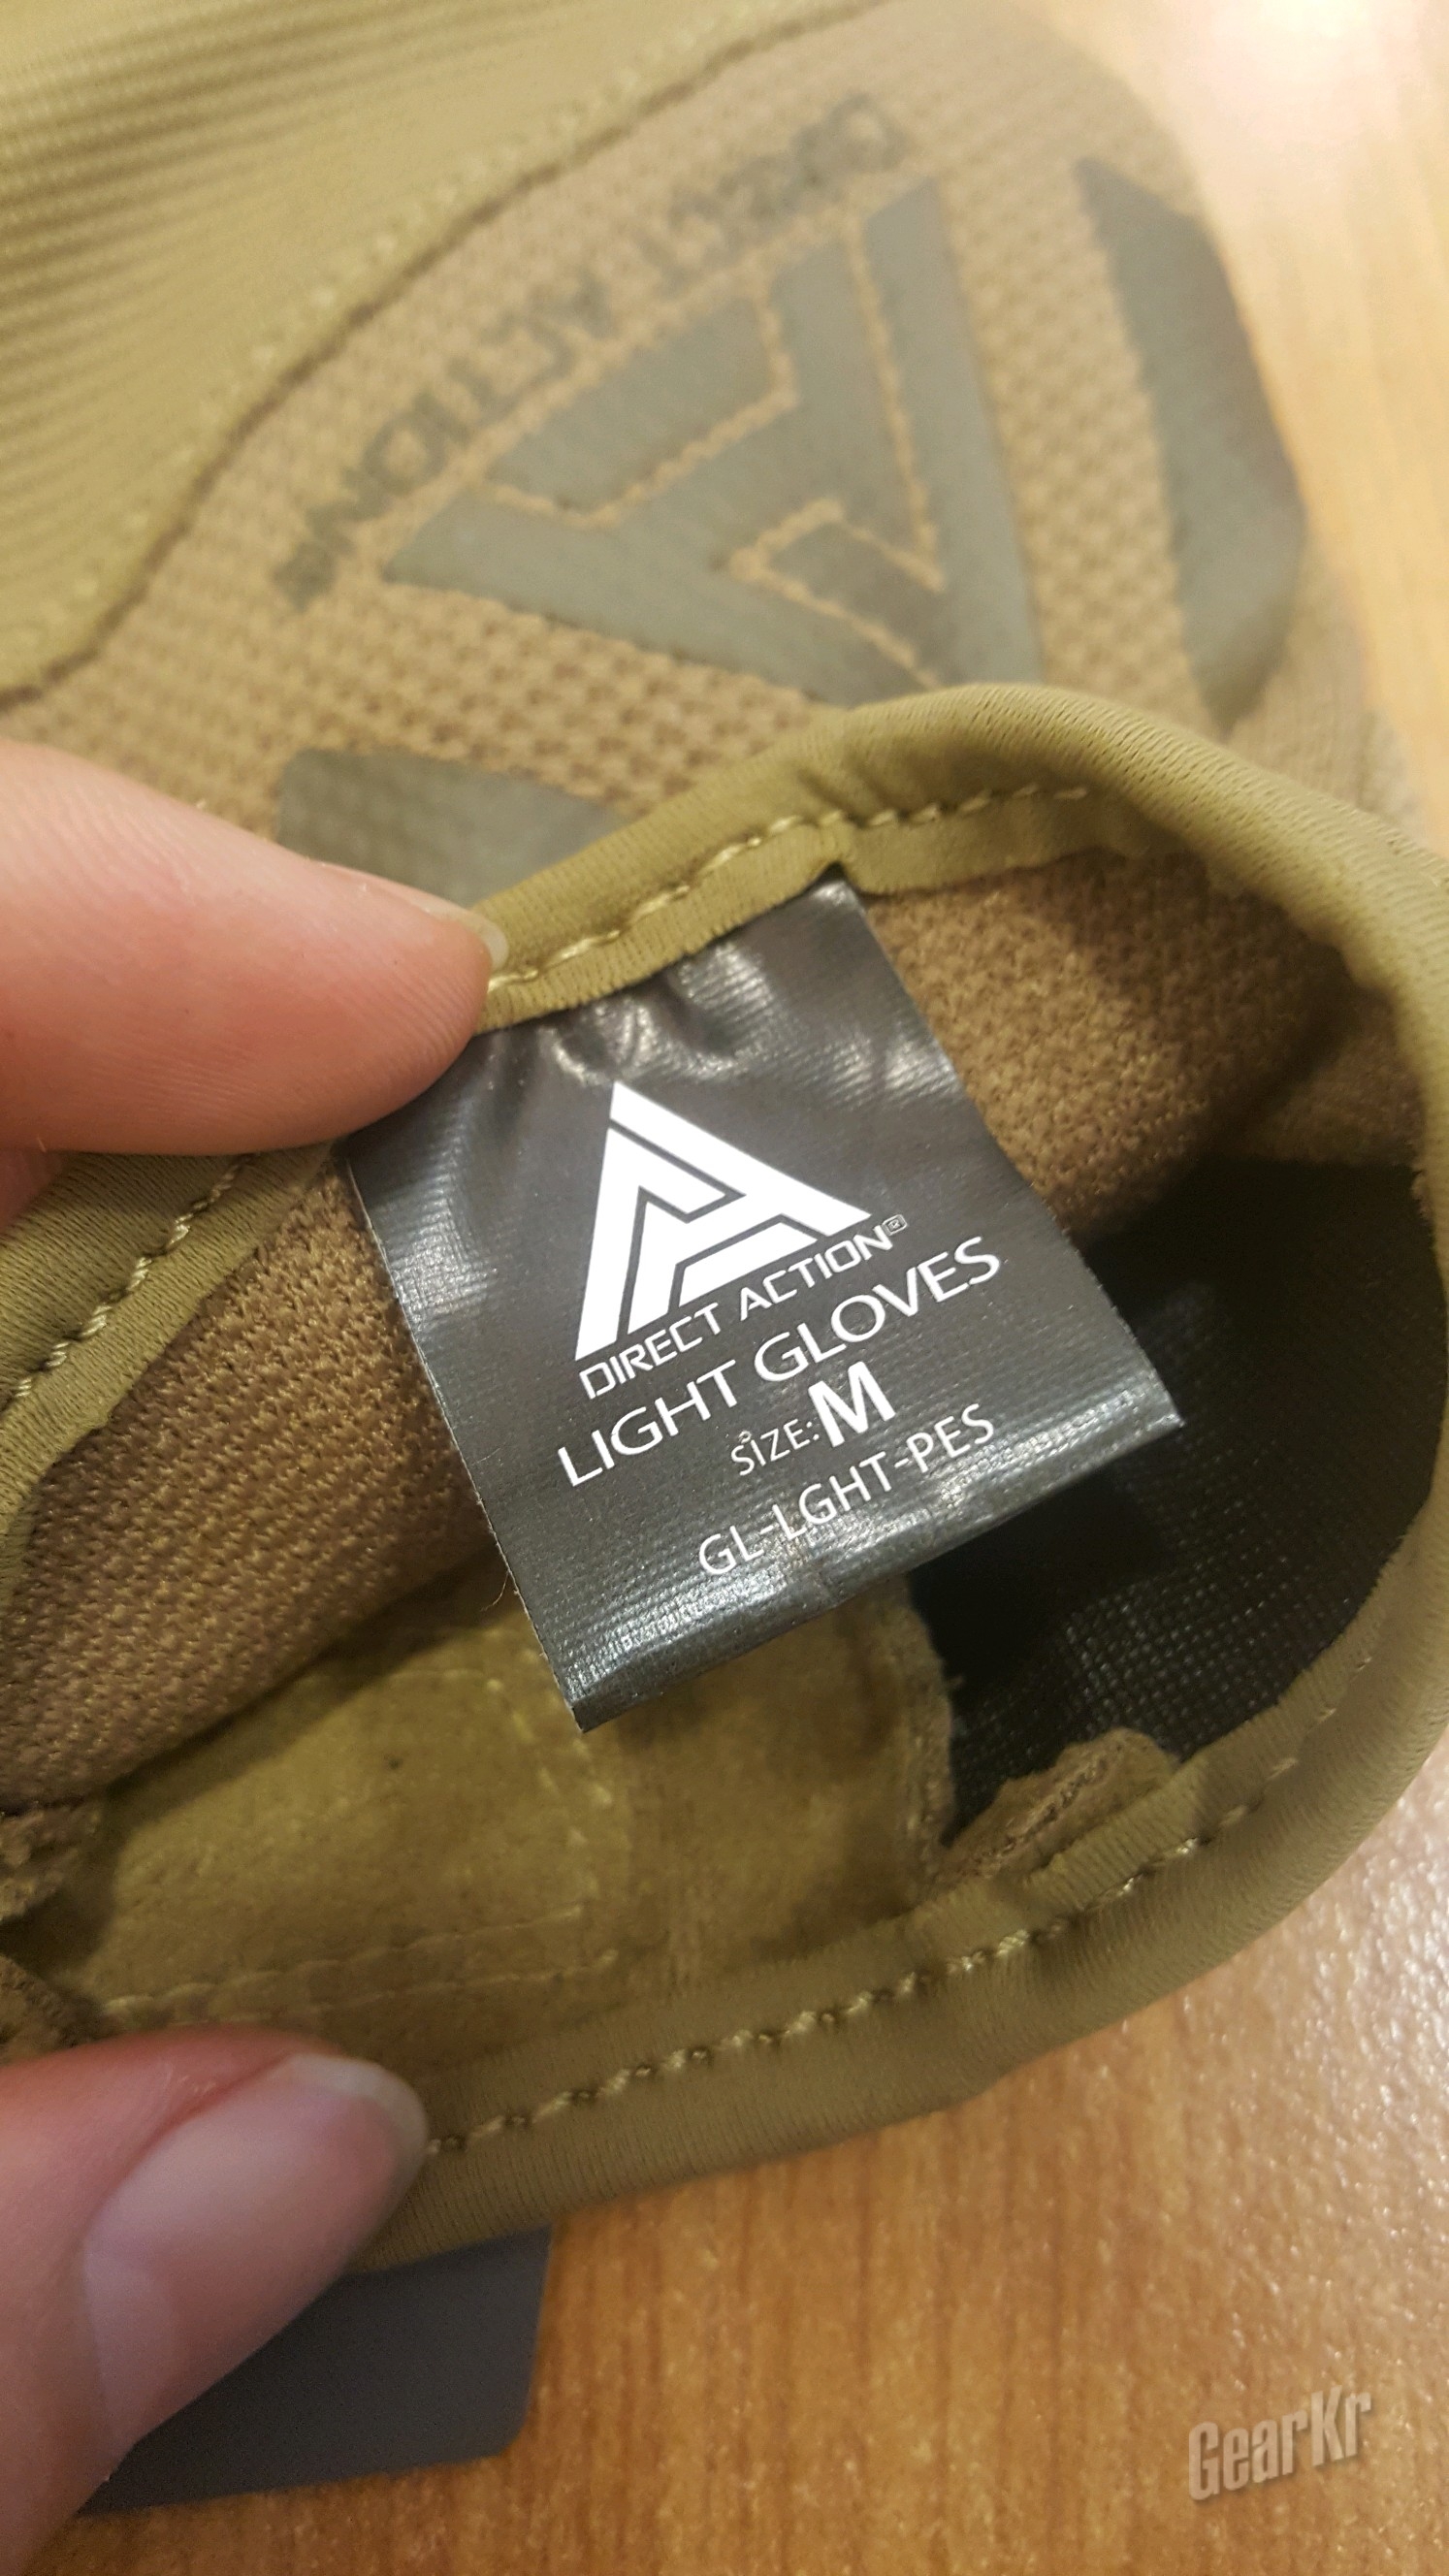 DIRECT ACTION®
DIRECT ACTION®
LIGHT GLOVES
SIZE: M
GL-LGHT-PES
GearKr